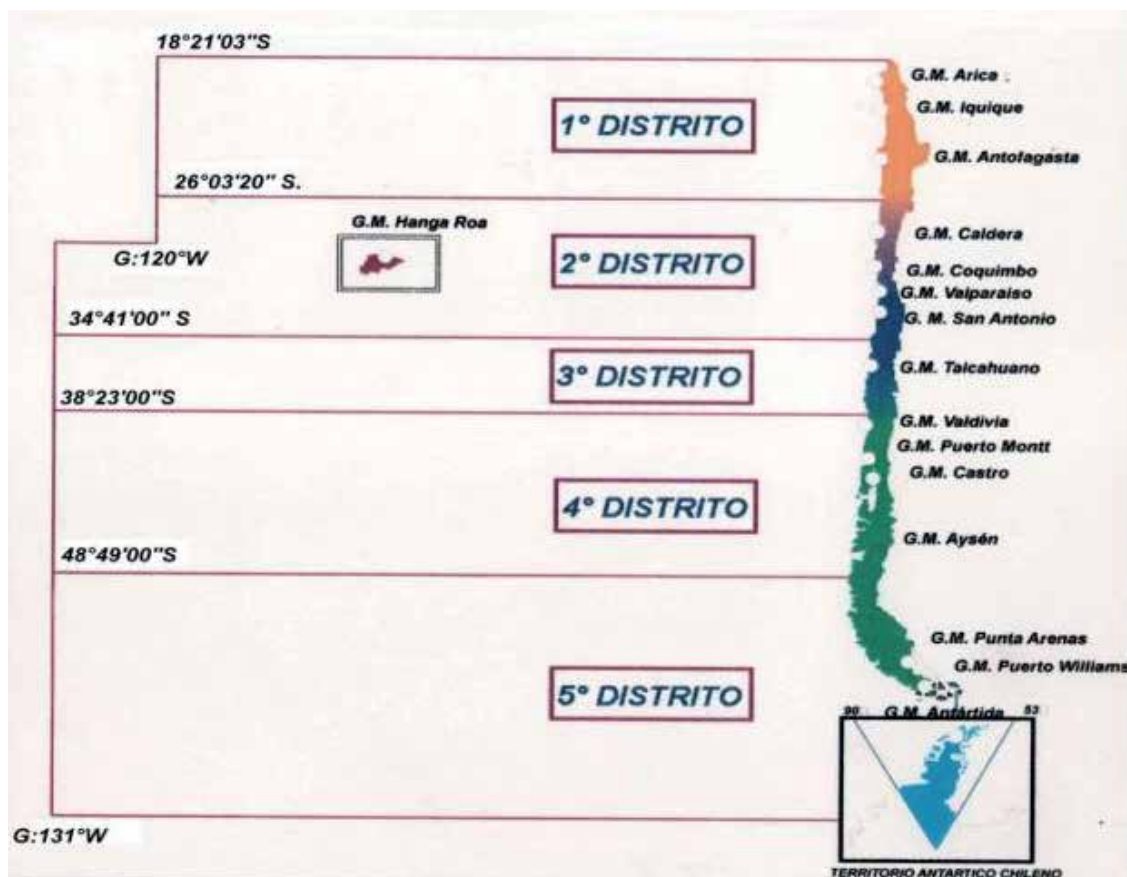 18°21'03"S
G.M. Arica
G.M. Iquique
1° DISTRITO
G.M. Antofagasta
26°03'20" S.
G.M. Hanga Roa
G.M. Caldera
G:120°W
2° DISTRITO
G.M. Coquimbo
G.M. Valparaiso
34°41'00" S
G. M. San Antonio
3° DISTRITO
G.M. Talcahuano
38°23'00"S
G.M. Valdivia
G.M. Puerto Montt
G.M. Castro
4° DISTRITO
G.M. Aysén
48°49'00"S
G.M. Punta Arenas
G.M. Puerto Williams
5° DISTRITO
90
G.M. Antártida
53
G:131°W
TERRITORIO ANTARTICO CHILENO